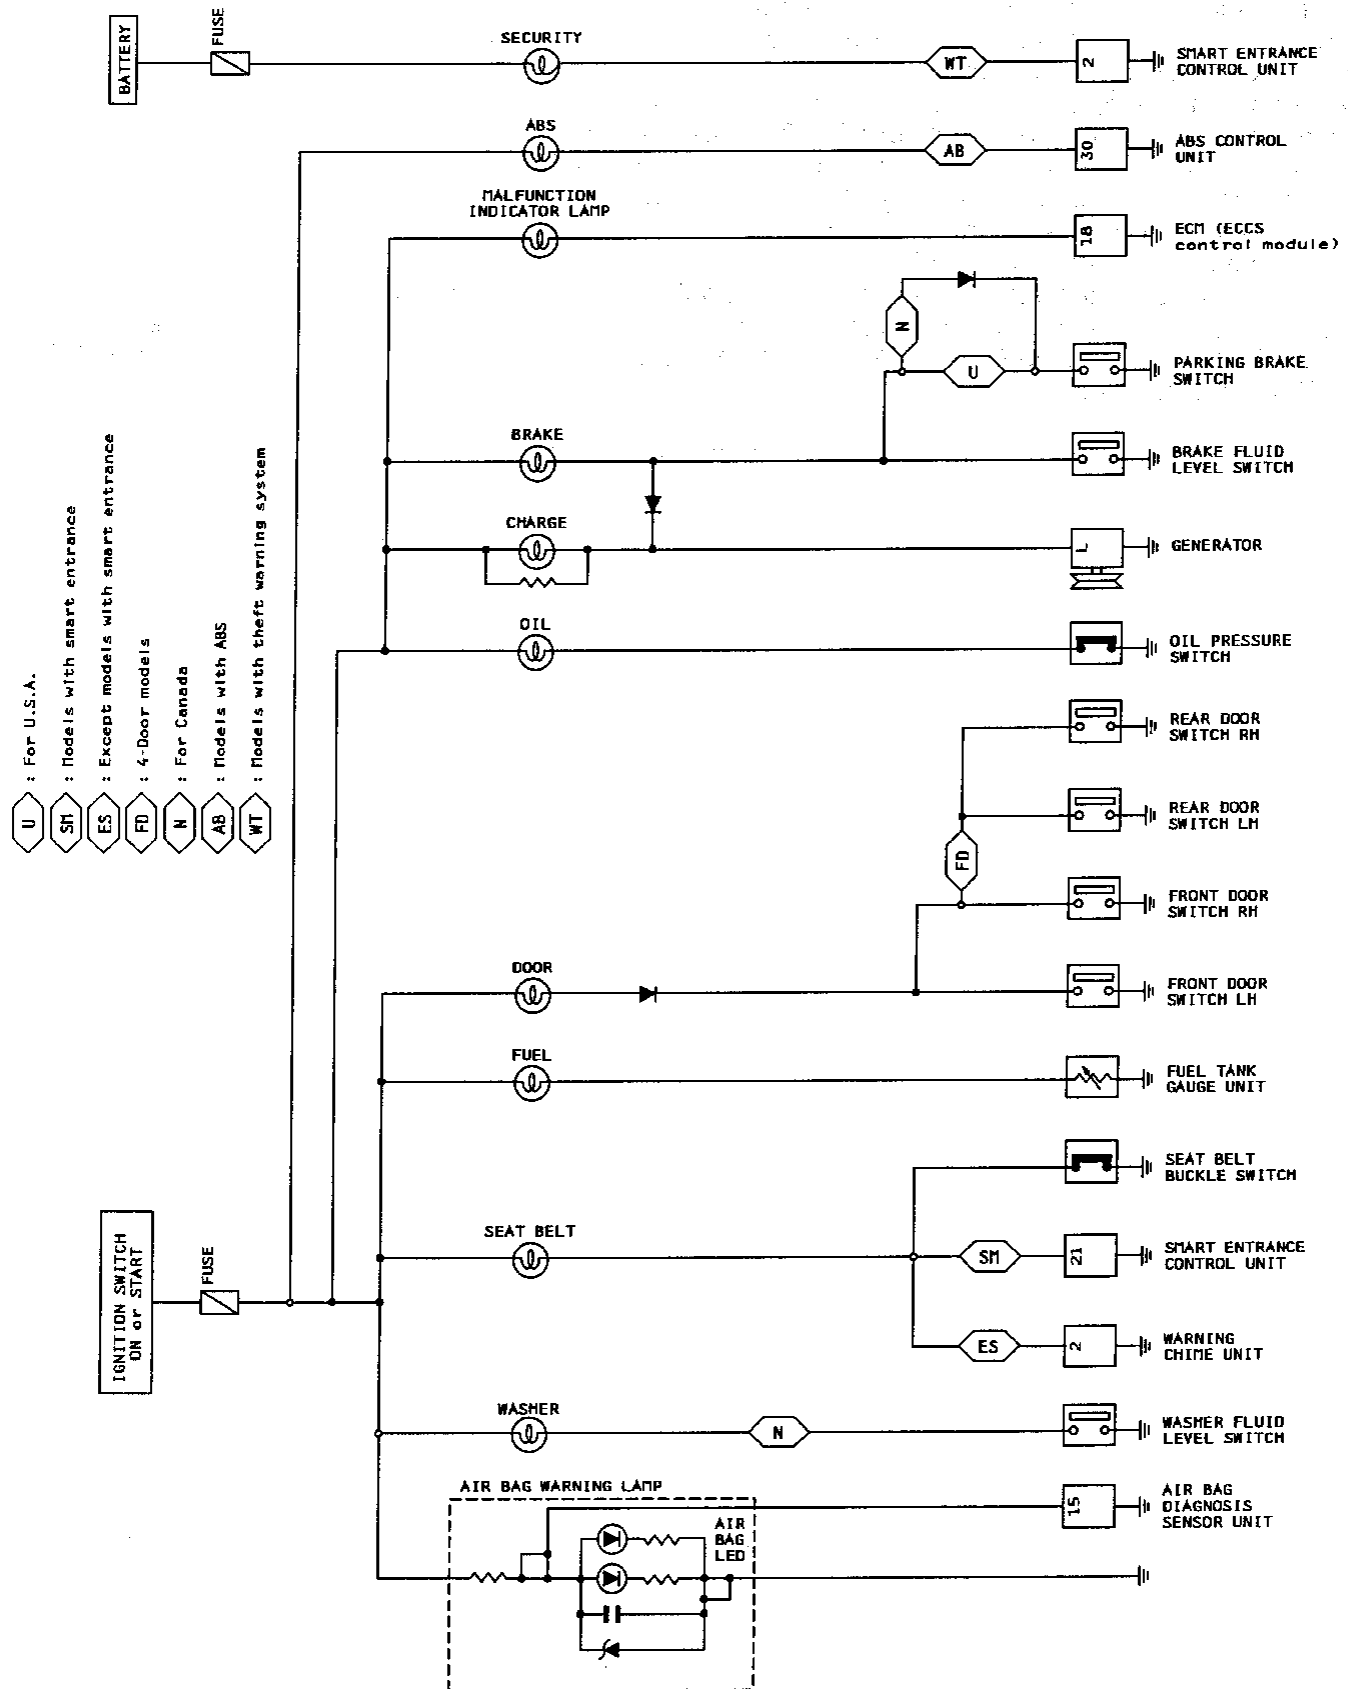 BATTERY
FUSE
SECURITY
WT
2
SMART ENTRANCE
CONTROL UNIT
ABS
AB
30
ABS CONTROL
UNIT
MALFUNCTION
INDICATOR LAMP
18
ECM (ECCS
control module)
N
U
PARKING BRAKE
SWITCH
BRAKE
BRAKE FLUID
LEVEL SWITCH
CHARGE
L
GENERATOR
OIL
OIL PRESSURE
SWITCH
REAR DOOR
SWITCH RH
REAR DOOR
SWITCH LH
FD
FRONT DOOR
SWITCH RH
DOOR
FRONT DOOR
SWITCH LH
FUEL
FUEL TANK
GAUGE UNIT
SEAT BELT
BUCKLE SWITCH
SEAT BELT
SM
21
SMART ENTRANCE
CONTROL UNIT
ES
2
WARNING
CHIME UNIT
WASHER
N
WASHER FLUID
LEVEL SWITCH
AIR BAG WARNING LAMP
AIR
BAG
LED
15
AIR BAG
DIAGNOSIS
SENSOR UNIT
IGNITION SWITCH
ON or START
FUSE
U : For U.S.A.
SM : Models with smart entrance
ES : Except models with smart entrance
FD : 4-Door models
N : For Canada
AB : Models with ABS
WT : Models with theft warning system